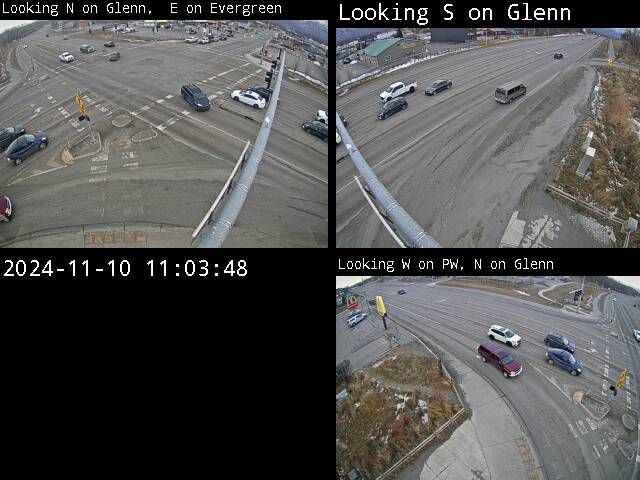 Looking N on Glenn,  E on Evergreen
Looking S on Glenn
2024-11-10 11:03:48
Looking W on PW, N on Glenn